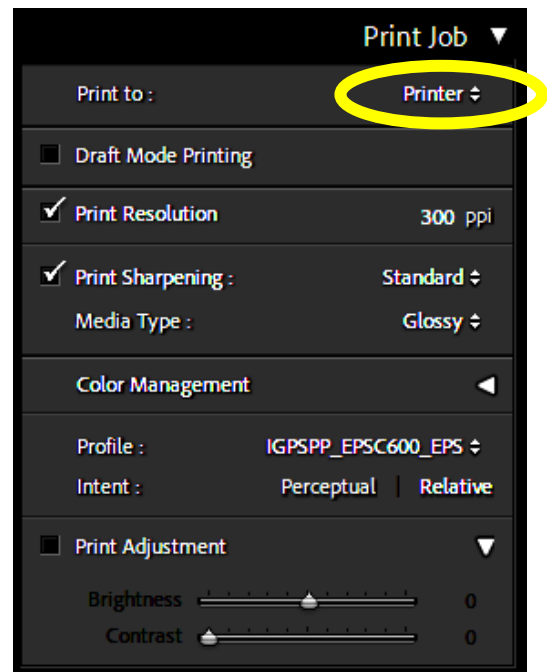 Print Job
Print to : Printer
Draft Mode Printing
Print Resolution 300 ppi
Print Sharpening : Standard
Media Type : Glossy
Color Management
Profile : IGPSPP_EPSC600_EPS
Intent : Perceptual | Relative
Print Adjustment
Brightness 0
Contrast 0